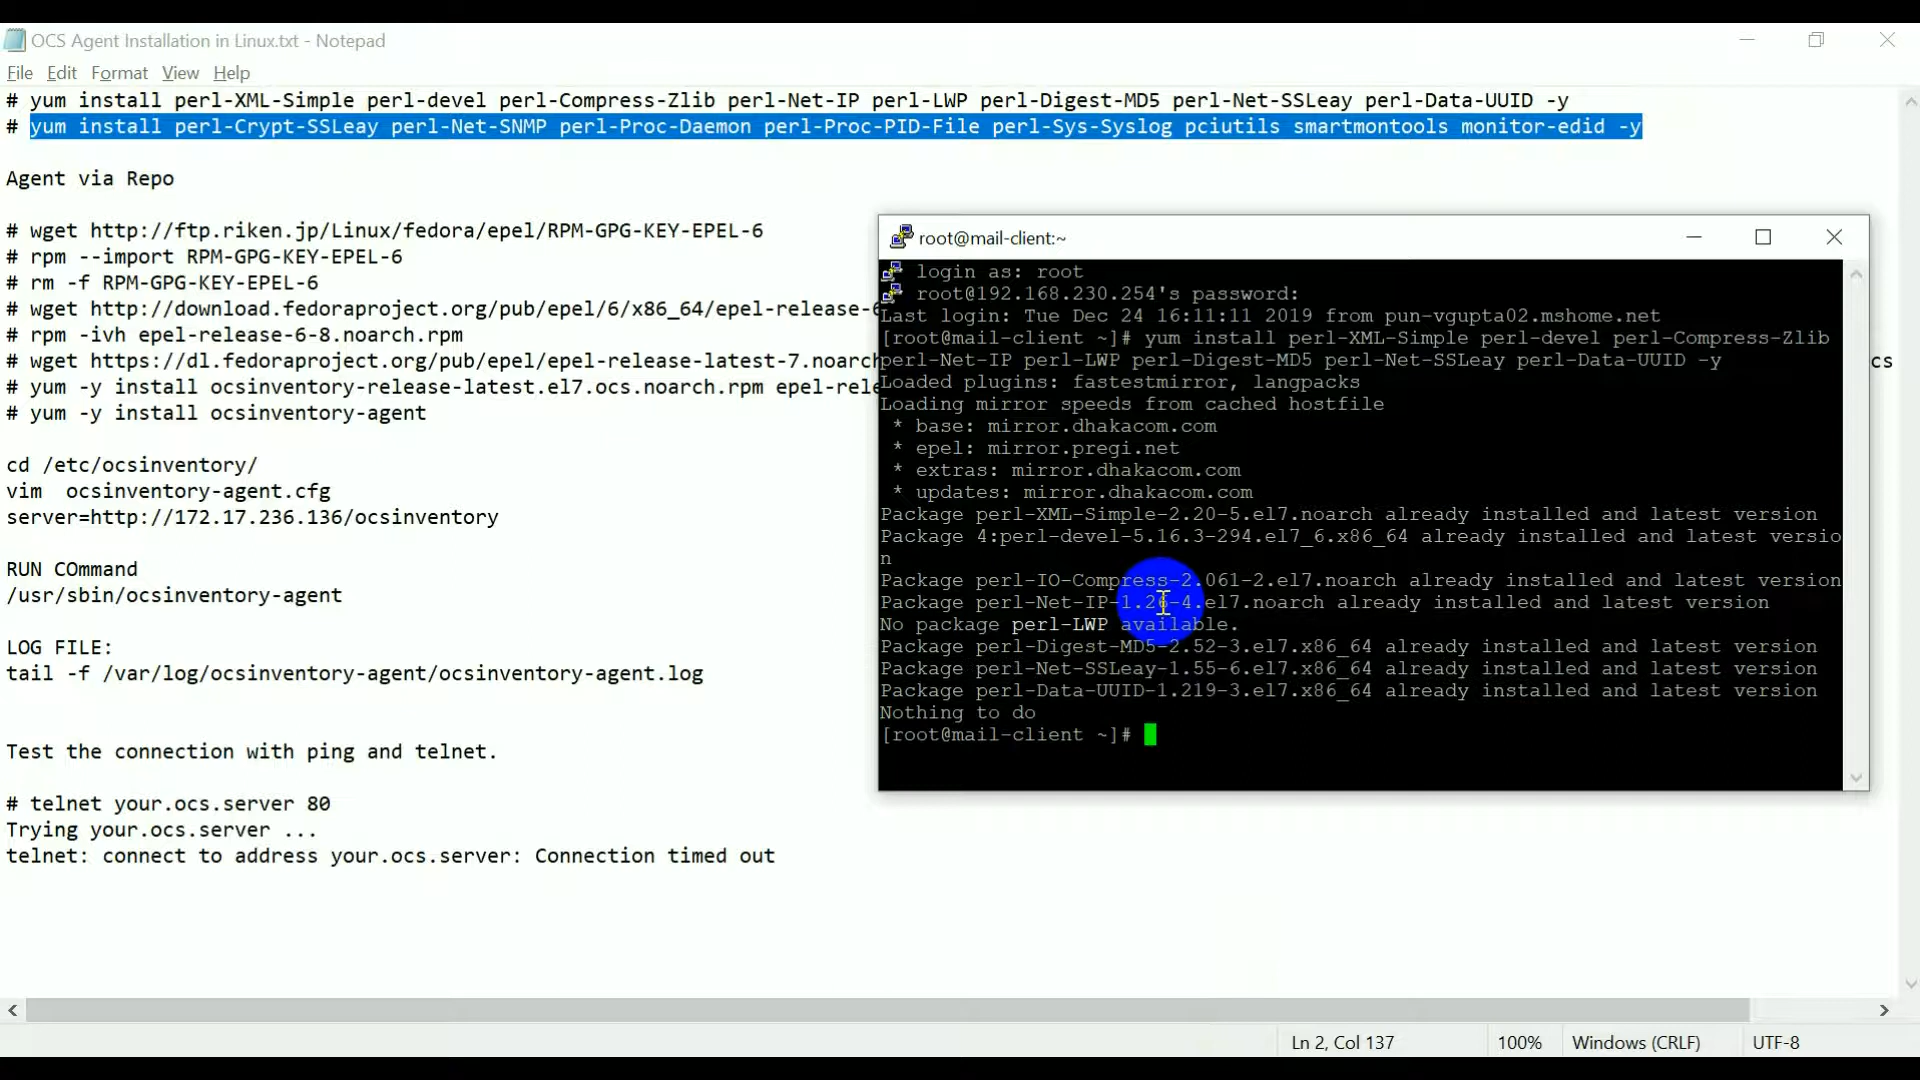 OCS Agent Installation in Linux.txt - Notepad
File Edit Format View Help
# yum install perl-XML-Simple perl-devel perl-Compress-Zlib perl-Net-IP perl-LWP perl-Digest-MD5 perl-Net-SSLeay perl-Data-UUID -y
# yum install perl-Crypt-SSLeay perl-Net-SNMP perl-Proc-Daemon perl-Proc-PID-File perl-Sys-Syslog pciutils smartmontools monitor-edid -y
Agent via Repo
# wget http://ftp.riken.jp/Linux/fedora/epel/RPM-GPG-KEY-EPEL-6
# rpm --import RPM-GPG-KEY-EPEL-6
# rm -f RPM-GPG-KEY-EPEL-6
# wget http://download.fedoraproject.org/pub/epel/6/x86_64/epel-release-6
# rpm -ivh epel-release-6-8.noarch.rpm
# wget https://dl.fedoraproject.org/pub/epel/epel-release-latest-7.noarch cs
# yum -y install ocsinventory-release-latest.el7.ocs.noarch.rpm epel-rele
# yum -y install ocsinventory-agent
cd /etc/ocsinventory/
vim  ocsinventory-agent.cfg
server=http://172.17.236.136/ocsinventory
RUN COmmand
/usr/sbin/ocsinventory-agent
LOG FILE:
tail -f /var/log/ocsinventory-agent/ocsinventory-agent.log
Test the connection with ping and telnet.
# telnet your.ocs.server 80
Trying your.ocs.server ...
telnet: connect to address your.ocs.server: Connection timed out
root@mail-client:~
login as: root
root@192.168.230.254's password:
Last login: Tue Dec 24 16:11:11 2019 from pun-vgupta02.mshome.net
[root@mail-client ~]# yum install perl-XML-Simple perl-devel perl-Compress-Zlib
perl-Net-IP perl-LWP perl-Digest-MD5 perl-Net-SSLeay perl-Data-UUID -y
Loaded plugins: fastestmirror, langpacks
Loading mirror speeds from cached hostfile
* base: mirror.dhakacom.com
* epel: mirror.pregi.net
* extras: mirror.dhakacom.com
* updates: mirror.dhakacom.com
Package perl-XML-Simple-2.20-5.el7.noarch already installed and latest version
Package 4:perl-devel-5.16.3-294.el7_6.x86_64 already installed and latest versio
n
Package perl-IO-Compress-2.061-2.el7.noarch already installed and latest version
Package perl-Net-IP-1.26-4.el7.noarch already installed and latest version
No package perl-LWP available.
Package perl-Digest-MD5-2.52-3.el7.x86_64 already installed and latest version
Package perl-Net-SSLeay-1.55-6.el7.x86_64 already installed and latest version
Package perl-Data-UUID-1.219-3.el7.x86_64 already installed and latest version
Nothing to do
[root@mail-client ~]#
Ln 2, Col 137 100% Windows (CRLF) UTF-8